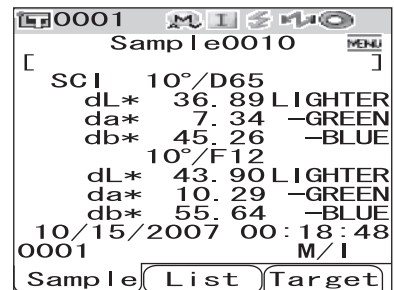 0001 M I
Sample0010 MENU
[ ]
SCI 10°/D65
dL* 36.89 LIGHTER
da* 7.34 −GREEN
db* 45.26 −BLUE
10°/F12
dL* 43.90 LIGHTER
da* 10.29 −GREEN
db* 55.64 −BLUE
10/15/2007 00:18:48
0001 M/I
Sample List Target